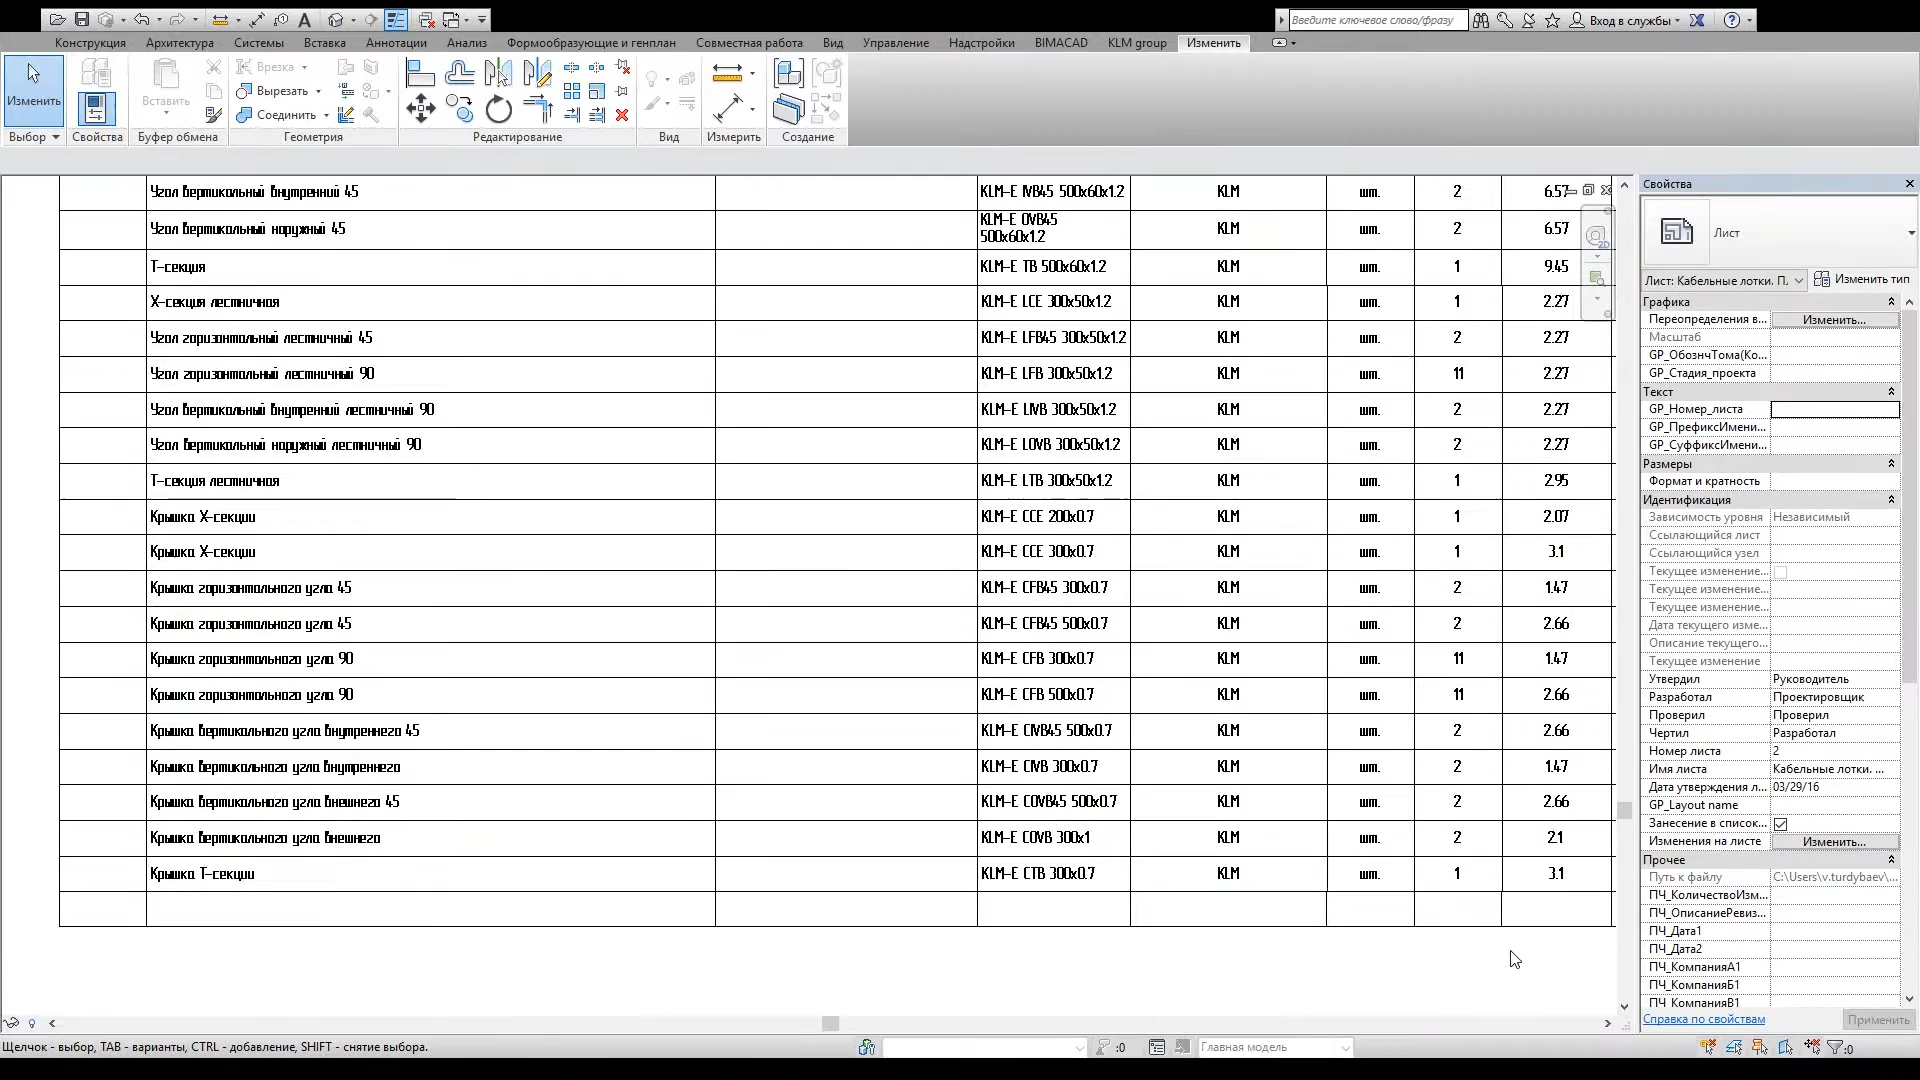 Введите ключевое слово/фразу
Вход в службы
Конструкция Архитектура Системы Вставка Аннотации Анализ Формообразующие и генплан Совместная работа Вид Управление Надстройки BIMACAD KLM group Изменить
Изменить Вставить Врезка
Вырезать
Соединить
Выбор Свойства Буфер обмена Геометрия Редактирование Вид Измерить Создание
Угол вертикальный внутренний 45 KLM-E IVB45 500x60x1.2 KLM шт. 2 6.57
Угол вертикальный наружный 45 KLM-E OVB45 500x60x1.2 KLM шт. 2 6.57
Т-секция KLM-E TB 500x60x1.2 KLM шт. 1 9.45
Х-секция лестничная KLM-E LCE 300x50x1.2 KLM шт. 1 2.27
Угол горизонтальный лестничный 45 KLM-E LFB45 300x50x1.2 KLM шт. 2 2.27
Угол горизонтальный лестничный 90 KLM-E LFB 300x50x1.2 KLM шт. 11 2.27
Угол вертикальный внутренний лестничный 90 KLM-E LIVB 300x50x1.2 KLM шт. 2 2.27
Угол вертикальный наружный лестничный 90 KLM-E LOVB 300x50x1.2 KLM шт. 2 2.27
Т-секция лестничная KLM-E LTB 300x50x1.2 KLM шт. 1 2.95
Крышка Х-секции KLM-E CCE 200x0.7 KLM шт. 1 2.07
Крышка Х-секции KLM-E CCE 300x0.7 KLM шт. 1 3.1
Крышка горизонтального угла 45 KLM-E CFB45 300x0.7 KLM шт. 2 1.47
Крышка горизонтального угла 45 KLM-E CFB45 500x0.7 KLM шт. 2 2.66
Крышка горизонтального угла 90 KLM-E CFB 300x0.7 KLM шт. 11 1.47
Крышка горизонтального угла 90 KLM-E CFB 500x0.7 KLM шт. 11 2.66
Крышка вертикального угла внутреннего 45 KLM-E CIVB45 500x0.7 KLM шт. 2 2.66
Крышка вертикального угла внутреннего KLM-E CIVB 300x0.7 KLM шт. 2 1.47
Крышка вертикального угла внешнего 45 KLM-E COVB45 500x0.7 KLM шт. 2 2.66
Крышка вертикального угла внешнего KLM-E COVB 300x1 KLM шт. 2 2.1
Крышка Т-секции KLM-E CTB 300x0.7 KLM шт. 1 3.1
2D
Свойства
Лист
Лист: Кабельные лотки. П. Изменить тип
Графика
Переопределения в... Изменить...
Масштаб
GP_ОбознчТома(Ко...
GP_Стадия_проекта
Текст
GP_Номер_листа
GP_ПрефиксИмени...
GP_СуффиксИмени...
Размеры
Формат и кратность
Идентификация
Зависимость уровня Независимый
Ссылающийся лист
Ссылающийся узел
Текущее изменение...
Текущее изменение...
Текущее изменение...
Дата текущего изме...
Описание текущего...
Текущее изменение
Утвердил Руководитель
Разработал Проектировщик
Проверил Проверил
Чертил Разработал
Номер листа 2
Имя листа Кабельные лотки. ...
Дата утверждения л... 03/29/16
GP_Layout name
Занесение в список...
Изменения на листе Изменить...
Прочее
Путь к файлу C:\Users\v.turdybaev\...
ПЧ_КоличествоИзм...
ПЧ_ОписаниеРевиз...
ПЧ_Дата1
ПЧ_Дата2
ПЧ_КомпанияА1
ПЧ_КомпанияБ1
ПЧ_КомпанияВ1
Справка по свойствам Применить
Щелчок - выбор, TAB - варианты, CTRL - добавление, SHIFT - снятие выбора. :0 Главная модель :0